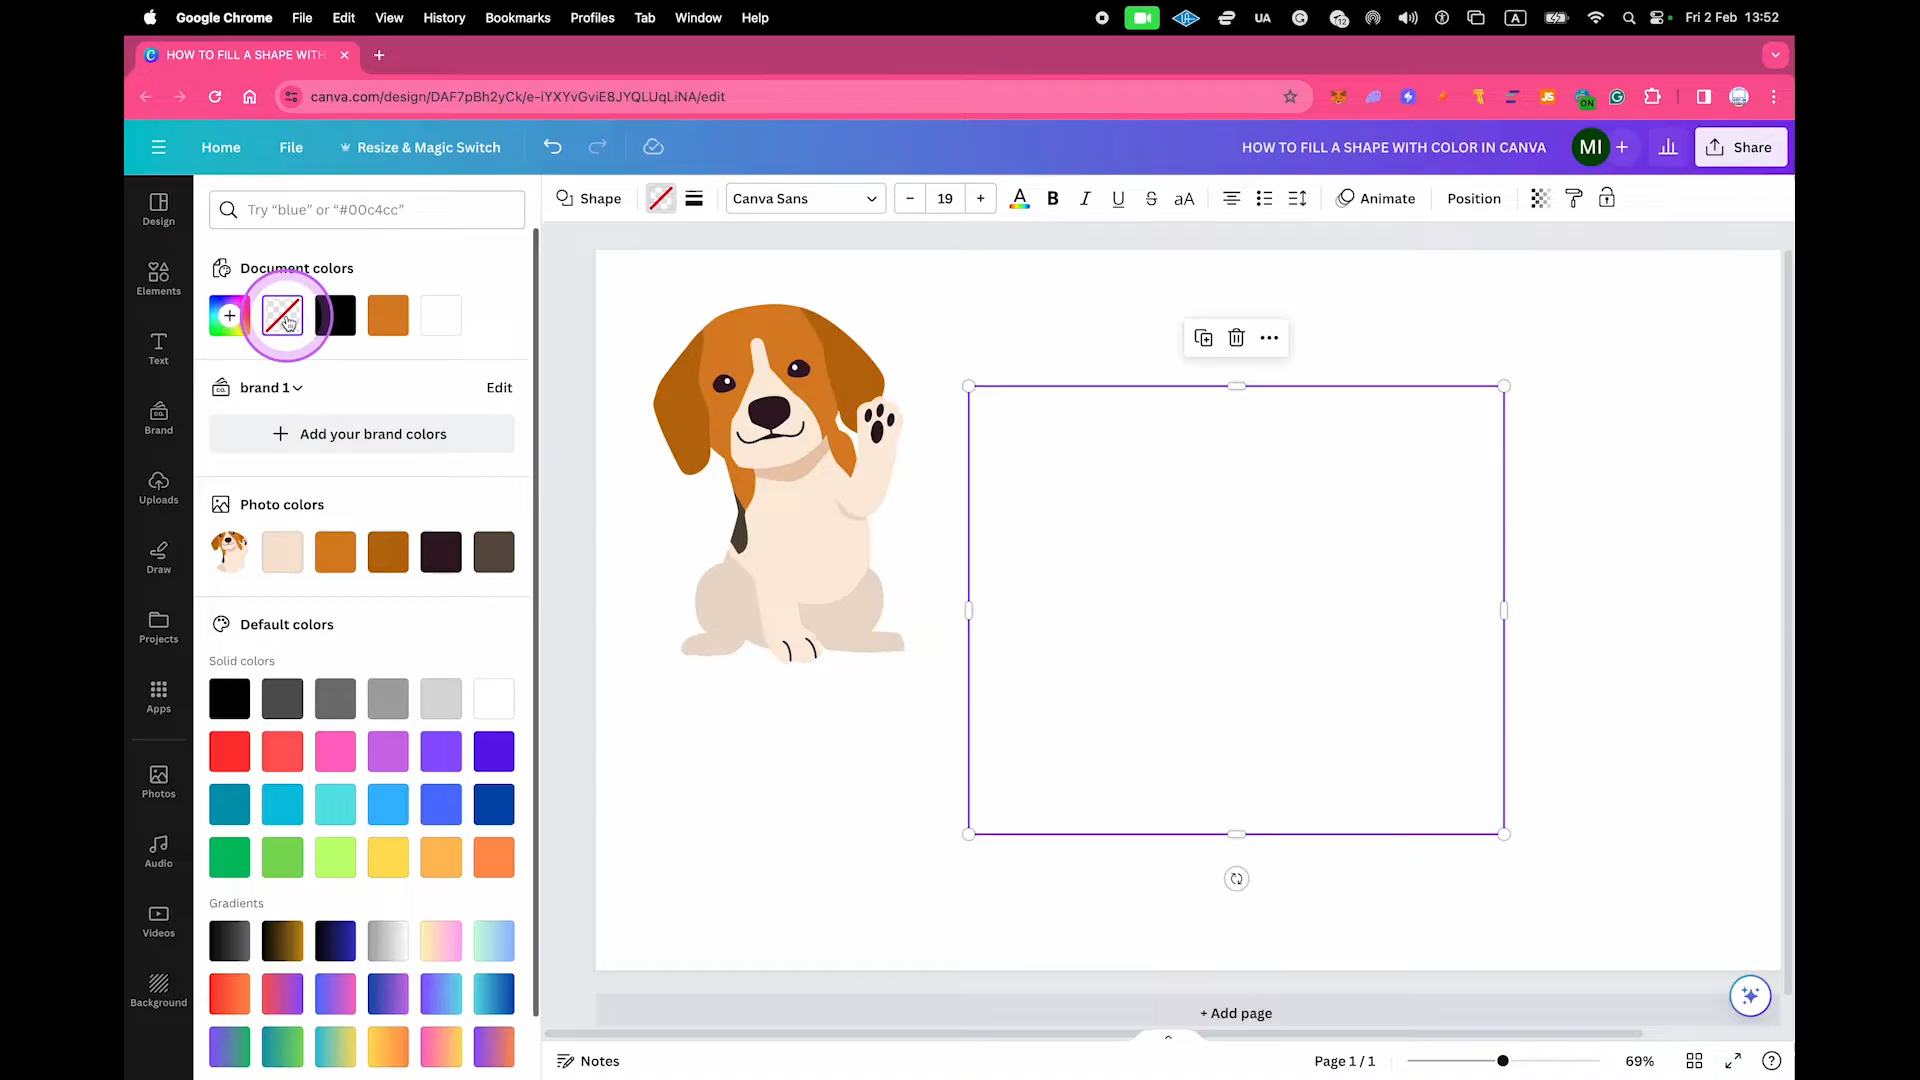 Google Chrome File Edit View History Bookmarks Profiles Tab Window Help
UA 12 A Fri 2 Feb 13:52
HOW TO FILL A SHAPE WITH
canva.com/design/DAF7pBh2yCk/e-iYXYvGviE8JYQLUqLiNA/edit
JS ON
Home File Resize & Magic Switch HOW TO FILL A SHAPE WITH COLOR IN CANVA MI + Share
Design
Elements
Text
Brand
Uploads
Draw
Projects
Apps
Photos
Audio
Videos
Background
Try “blue” or “#00c4cc”
Document colors
brand 1 Edit
Add your brand colors
Photo colors
Default colors
Solid colors
Gradients
Shape Canva Sans – 19 + A B I U S aA Animate Position
+ Add page
Notes Page 1 / 1 69%